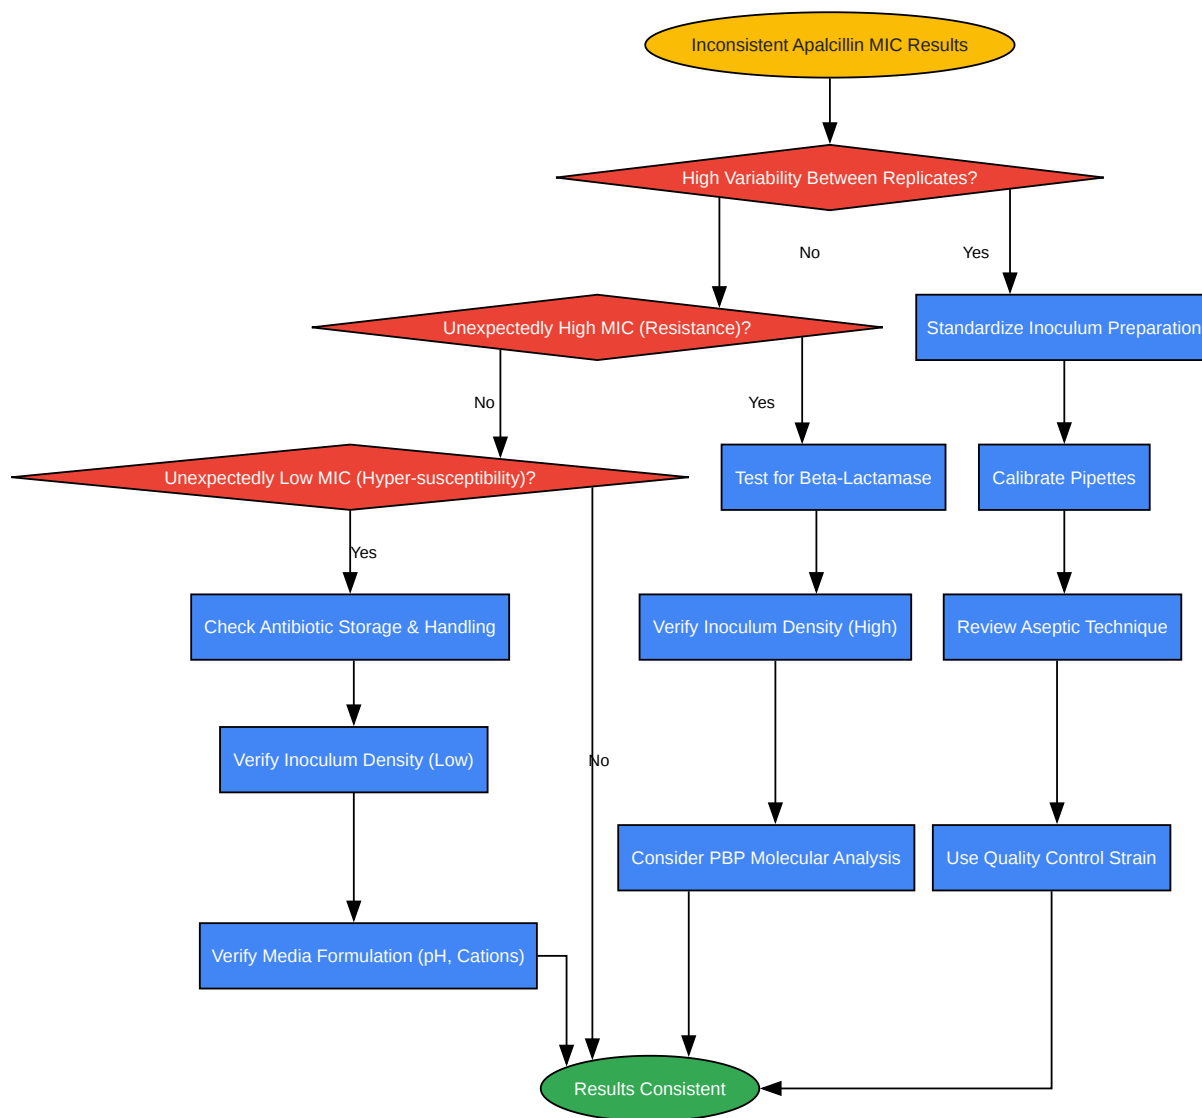 Inconsistent Apalcillin MIC Results
High Variability Between Replicates?
No
Yes
Unexpectedly High MIC (Resistance)?
Standardize Inoculum Preparation
No
Yes
Unexpectedly Low MIC (Hyper-susceptibility)?
Test for Beta-Lactamase
Calibrate Pipettes
Yes
Check Antibiotic Storage & Handling
Verify Inoculum Density (High)
Review Aseptic Technique
Verify Inoculum Density (Low)
No
Consider PBP Molecular Analysis
Use Quality Control Strain
Verify Media Formulation (pH, Cations)
Results Consistent